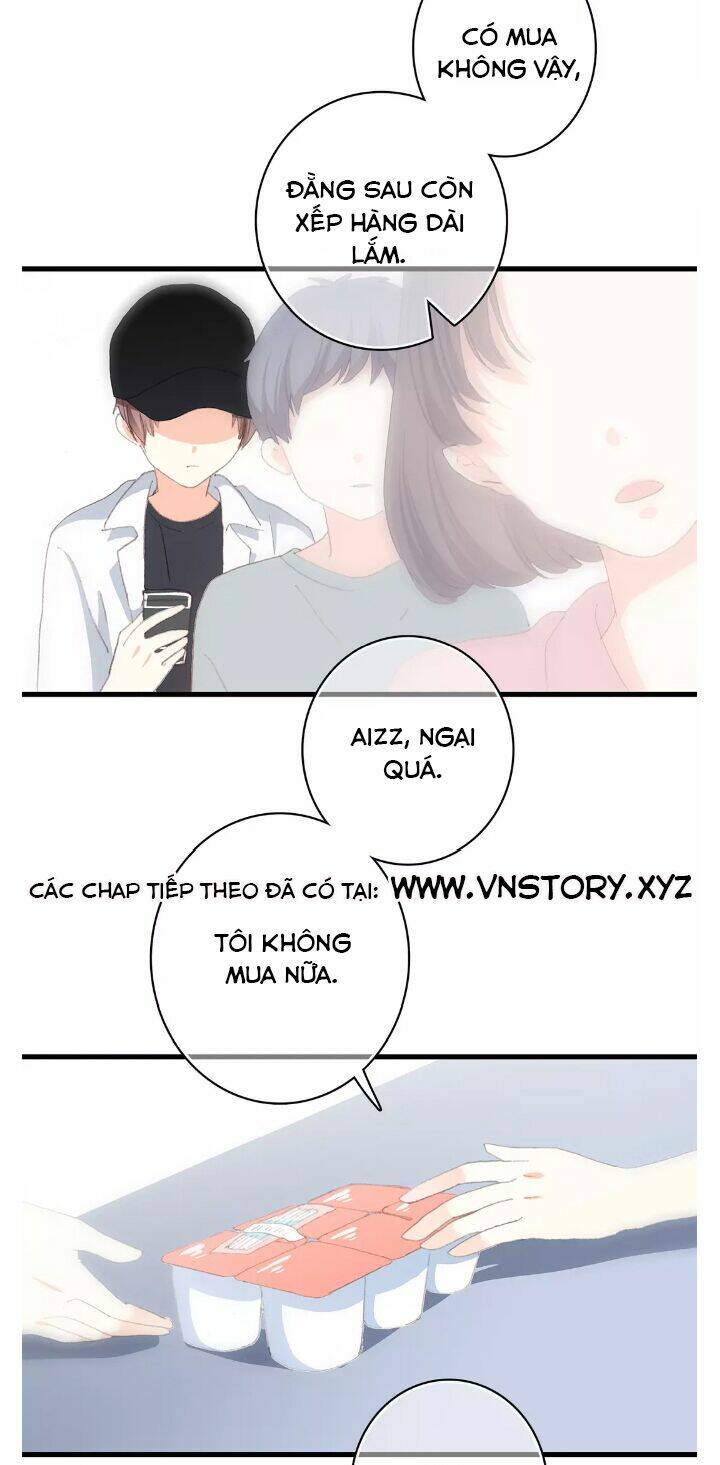 CÓ MUA
KHÔNG VẬY,
ĐẰNG SAU CÒN
XẾP HÀNG DÀI
LẮM.
AIZZ, NGẠI
QUÁ.
CÁC CHAP TIẾP THEO ĐÃ CÓ TẠI: WWW.VNSTORY.XYZ
TÔI KHÔNG
MUA NỮA.